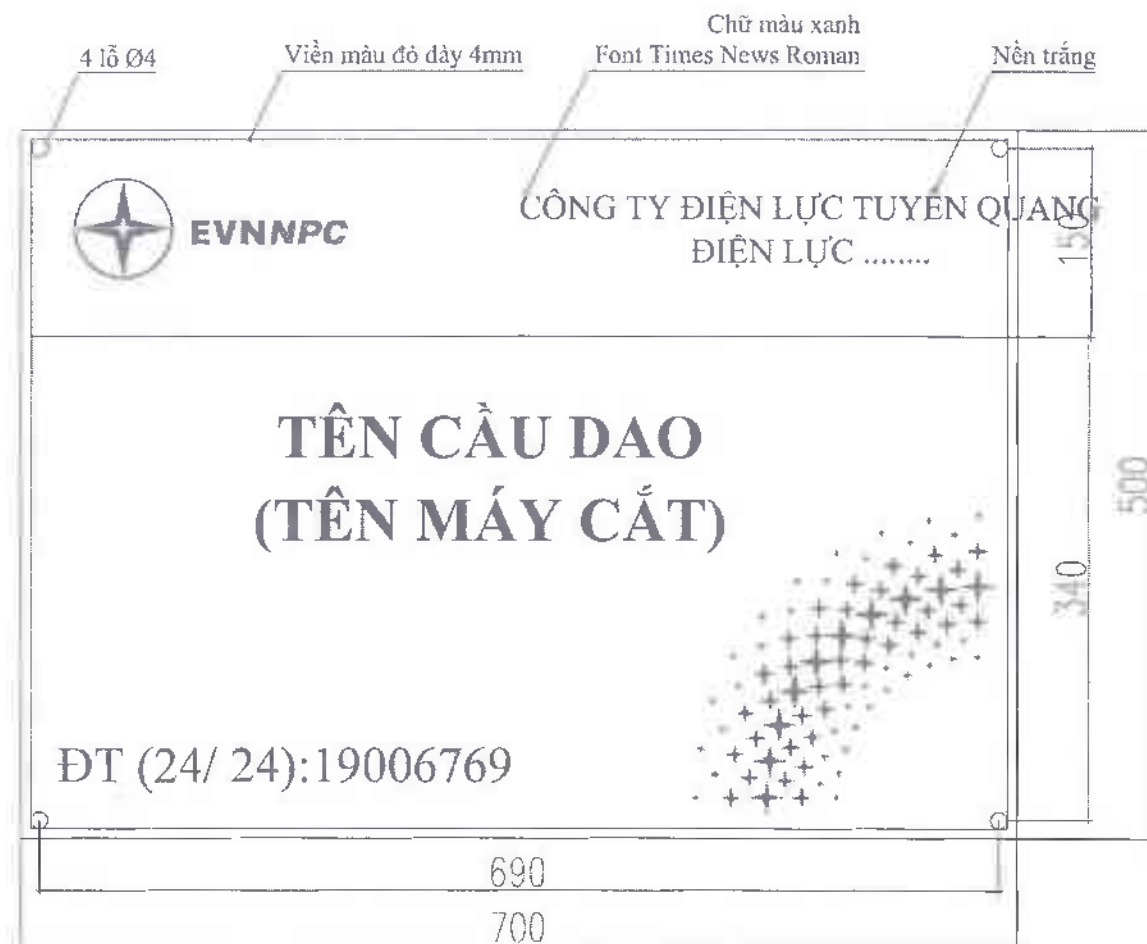 Chữ màu xanh
4 lỗ Ø4
Viền màu đỏ dày 4mm
Font Times News Roman
Nền trắng
EVNNPC
CÔNG TY ĐIỆN LỰC TUYÊN QUANG
ĐIỆN LỰC ........
150
TÊN CẦU DAO
(TÊN MÁY CẮT)
500
340
ĐT (24/ 24):19006769
690
700